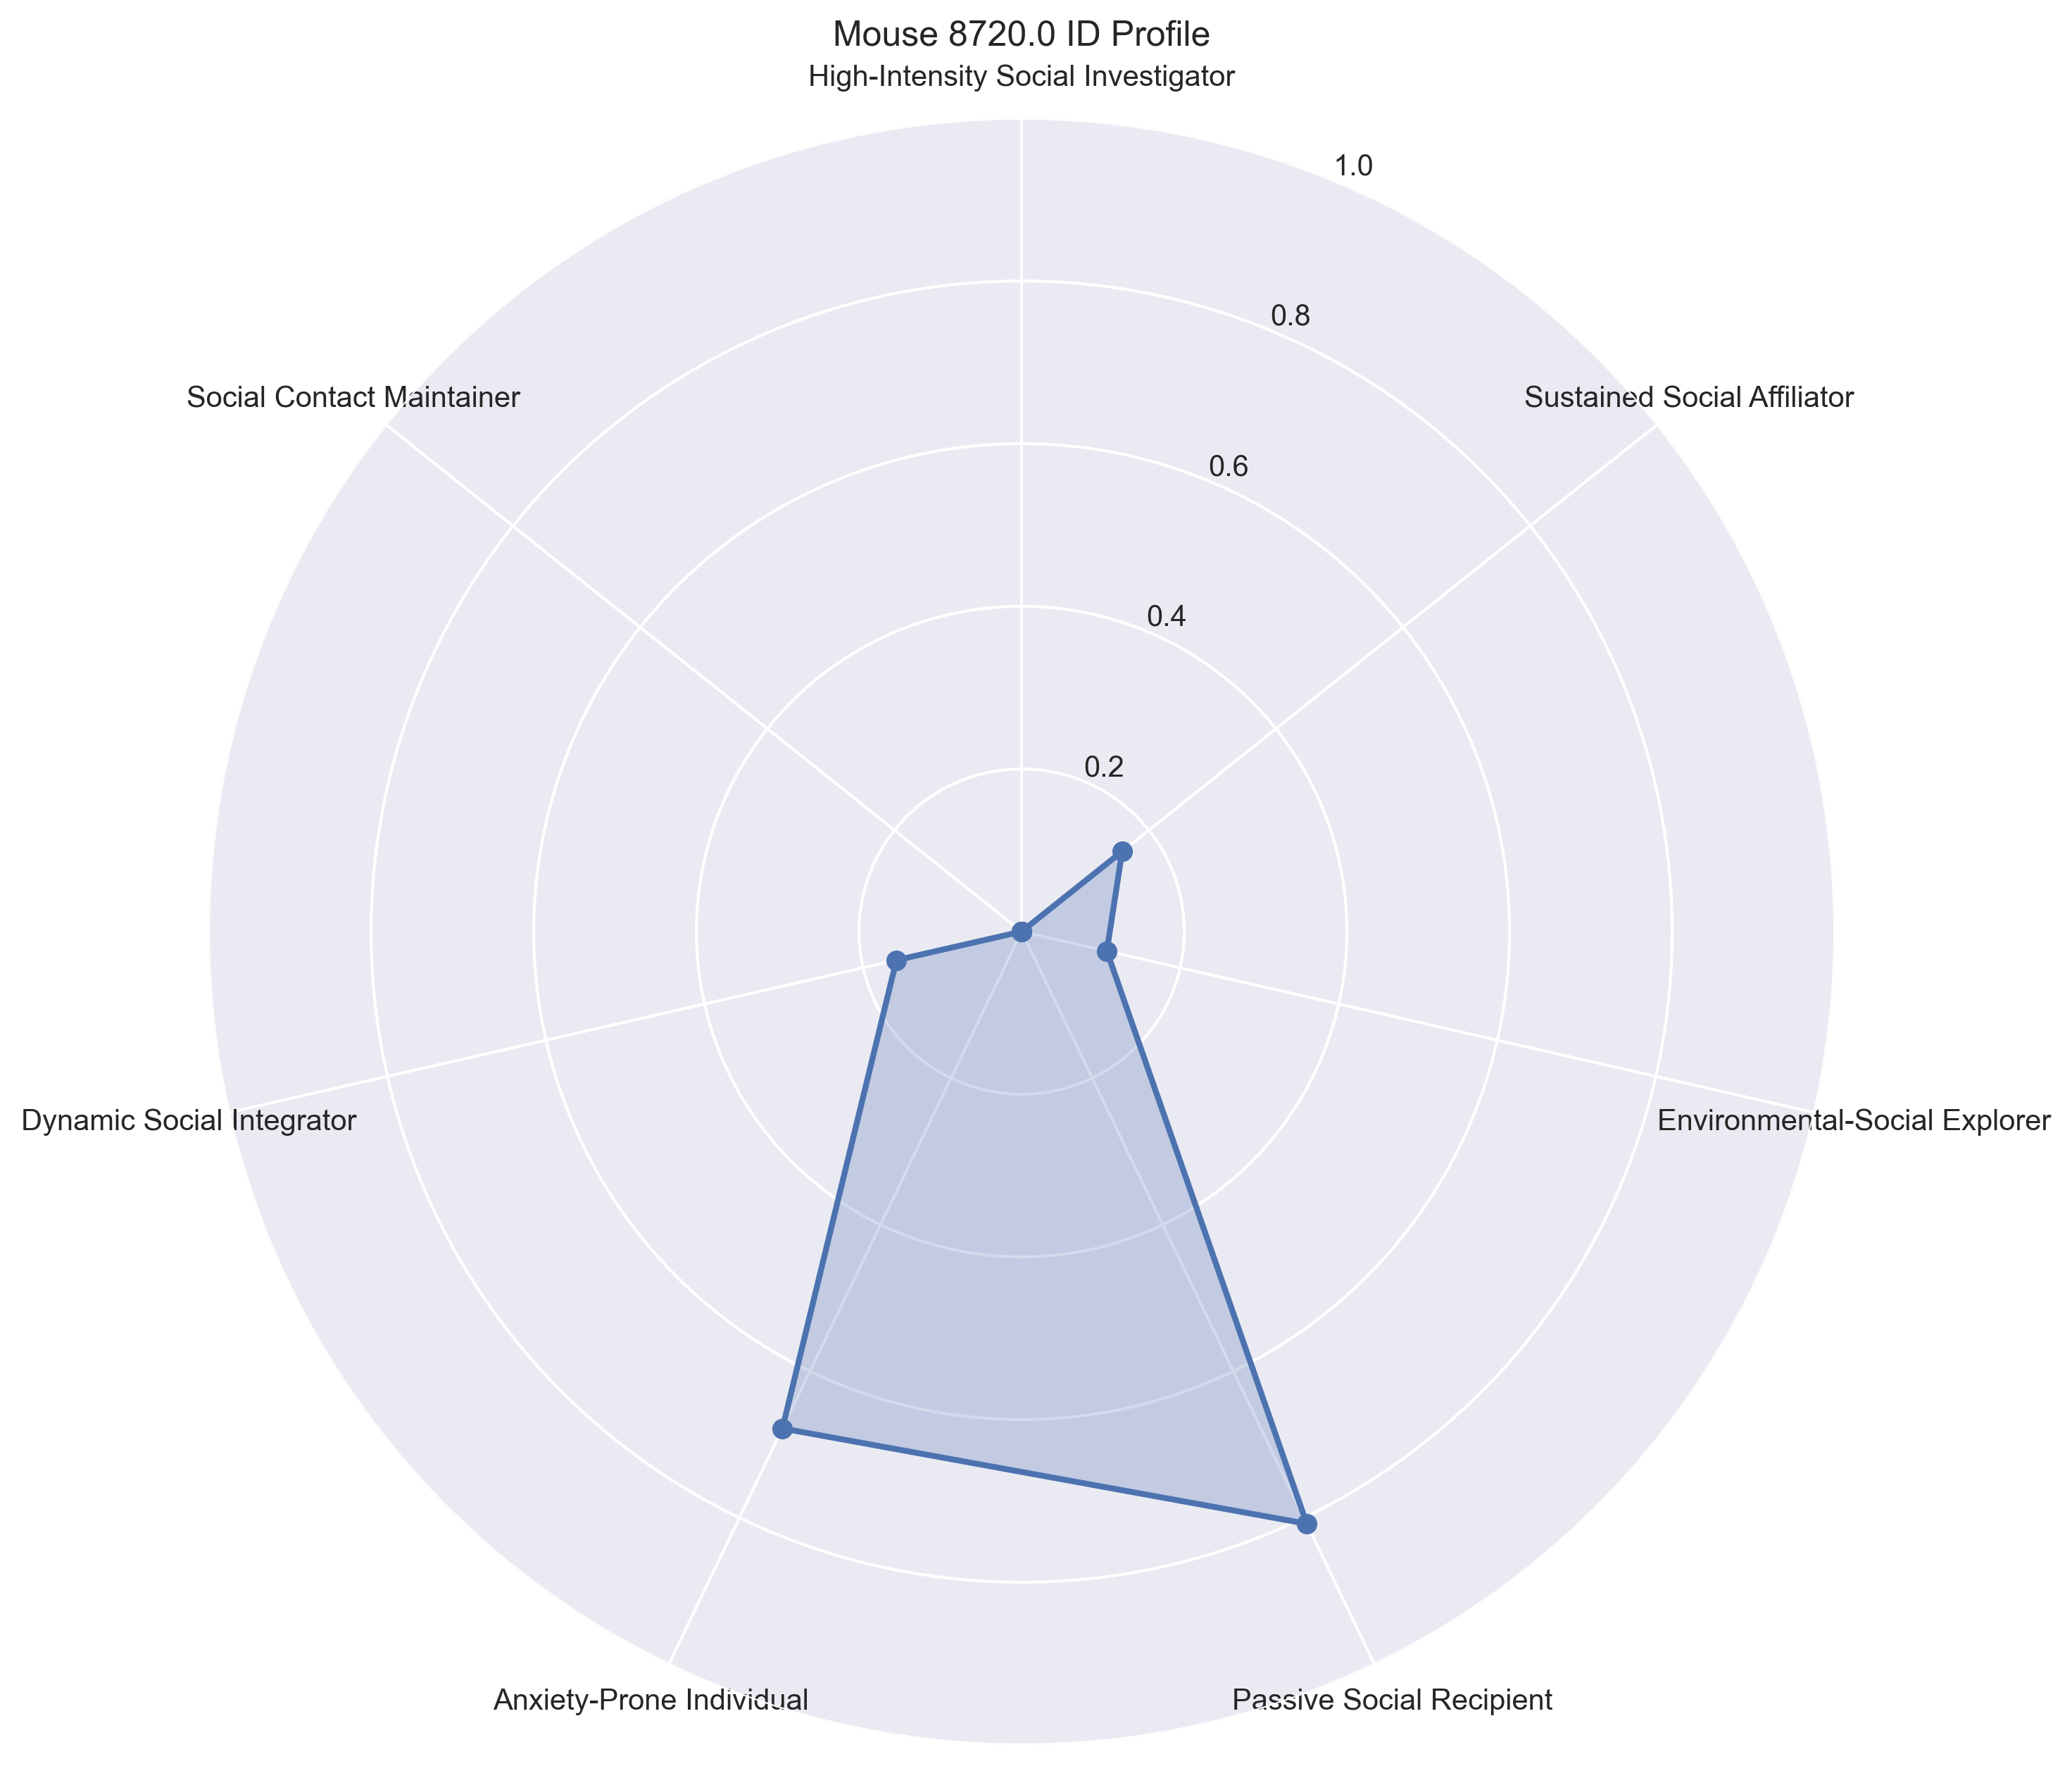 Mouse 8720.0 ID Profile
High-Intensity Social Investigator
1.0
0.8
Social Contact Maintainer
Sustained Social Affiliator
0.6
0.4
0.2
Dynamic Social Integrator
Environmental-Social Explorer
Anxiety-Prone Individual
Passive Social Recipient